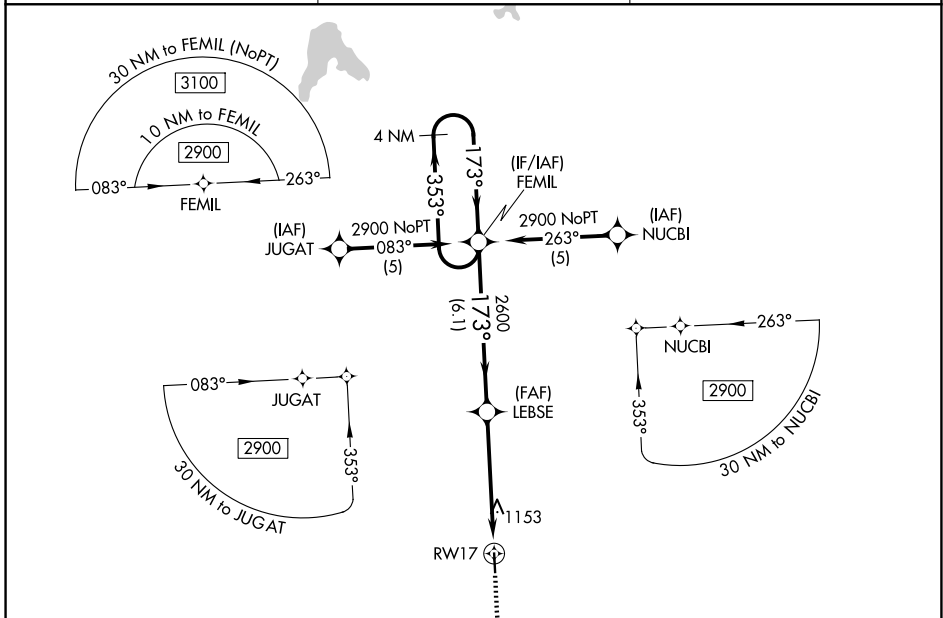 30 NM to FEMIL (NoPT)
3100
10 NM to FEMIL
2900
083°
263°
FEMIL
4 NM
353°
173°
(IF/IAF)
FEMIL
(IAF)
JUGAT
2900 NoPT
083°
(5)
2900 NoPT
263°
(5)
(IAF)
NUCBI
2600
173°
(6.1)
(FAF)
LEBSE
1153
RW17
083°
JUGAT
2900
353°
30 NM to JUGAT
263°
NUCBI
2900
353°
30 NM to NUCBI